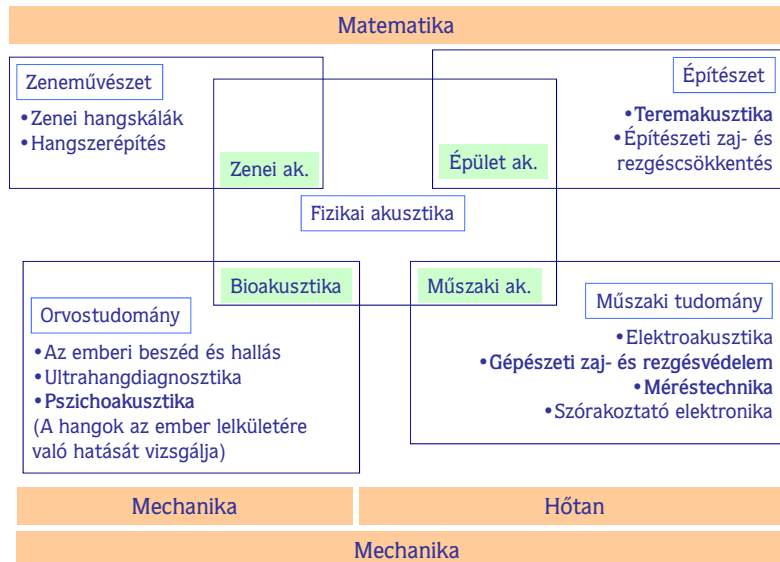 Matematika
Zeneművészet
•Zenei hangskálák
•Hangszerépítés
Zenei ak.
Építészet
•Teremakusztika
•Építészeti zaj- és
rezgéscsökkentés
Épület ak.
Fizikai akusztika
Bioakusztika
Orvostudomány
•Az emberi beszéd és hallás
•Ultrahangdiagnosztika
•Pszichoakusztika
(A hangok az ember lelkületére
való hatását vizsgálja)
Műszaki ak.
Műszaki tudomány
•Elektroakusztika
•Gépészeti zaj- és rezgésvédelem
•Méréstechnika
•Szórakoztató elektronika
Mechanika
Hőtan
Mechanika